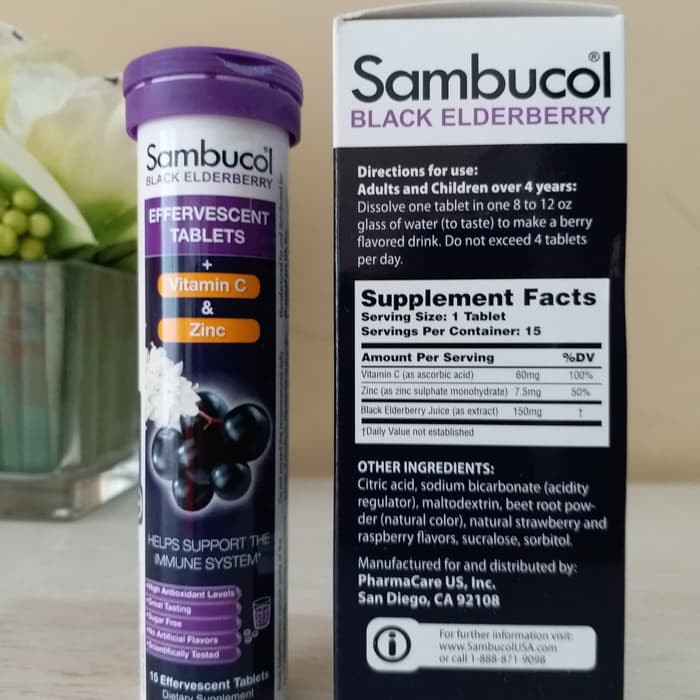 Sambucol
BLACK ELDERBERRY
EFFERVESCENT
TABLETS
+
Vitamin C
&
Zinc
HELPS SUPPORT THE
IMMUNE SYSTEM†
High Antioxidant Levels
Great Tasting
Sugar Free
No Artificial Flavors
Scientifically Tested
15 Effervescent Tablets
Dietary Supplement
Sambucol®
BLACK ELDERBERRY
Directions for use:
Adults and Children over 4 years:
Dissolve one tablet in one 8 to 12 oz
glass of water (to taste) to make a berry
flavored drink. Do not exceed 4 tablets
per day.
Supplement Facts
Serving Size: 1 Tablet
Servings Per Container: 15
Amount Per Serving %DV
Vitamin C (as ascorbic acid) 60mg 100%
Zinc (as zinc sulphate monohydrate) 7.5mg 50%
Black Elderberry Juice (as extract) 150mg †
†Daily Value not established
OTHER INGREDIENTS:
Citric acid, sodium bicarbonate (acidity
regulator), maltodextrin, beet root pow-
der (natural color), natural strawberry and
raspberry flavors, sucralose, sorbitol.
Manufactured for and distributed by:
PharmaCare US, Inc.
San Diego, CA 92108
For further information visit:
www.SambucolUSA.com
or call 1-888-871-9098